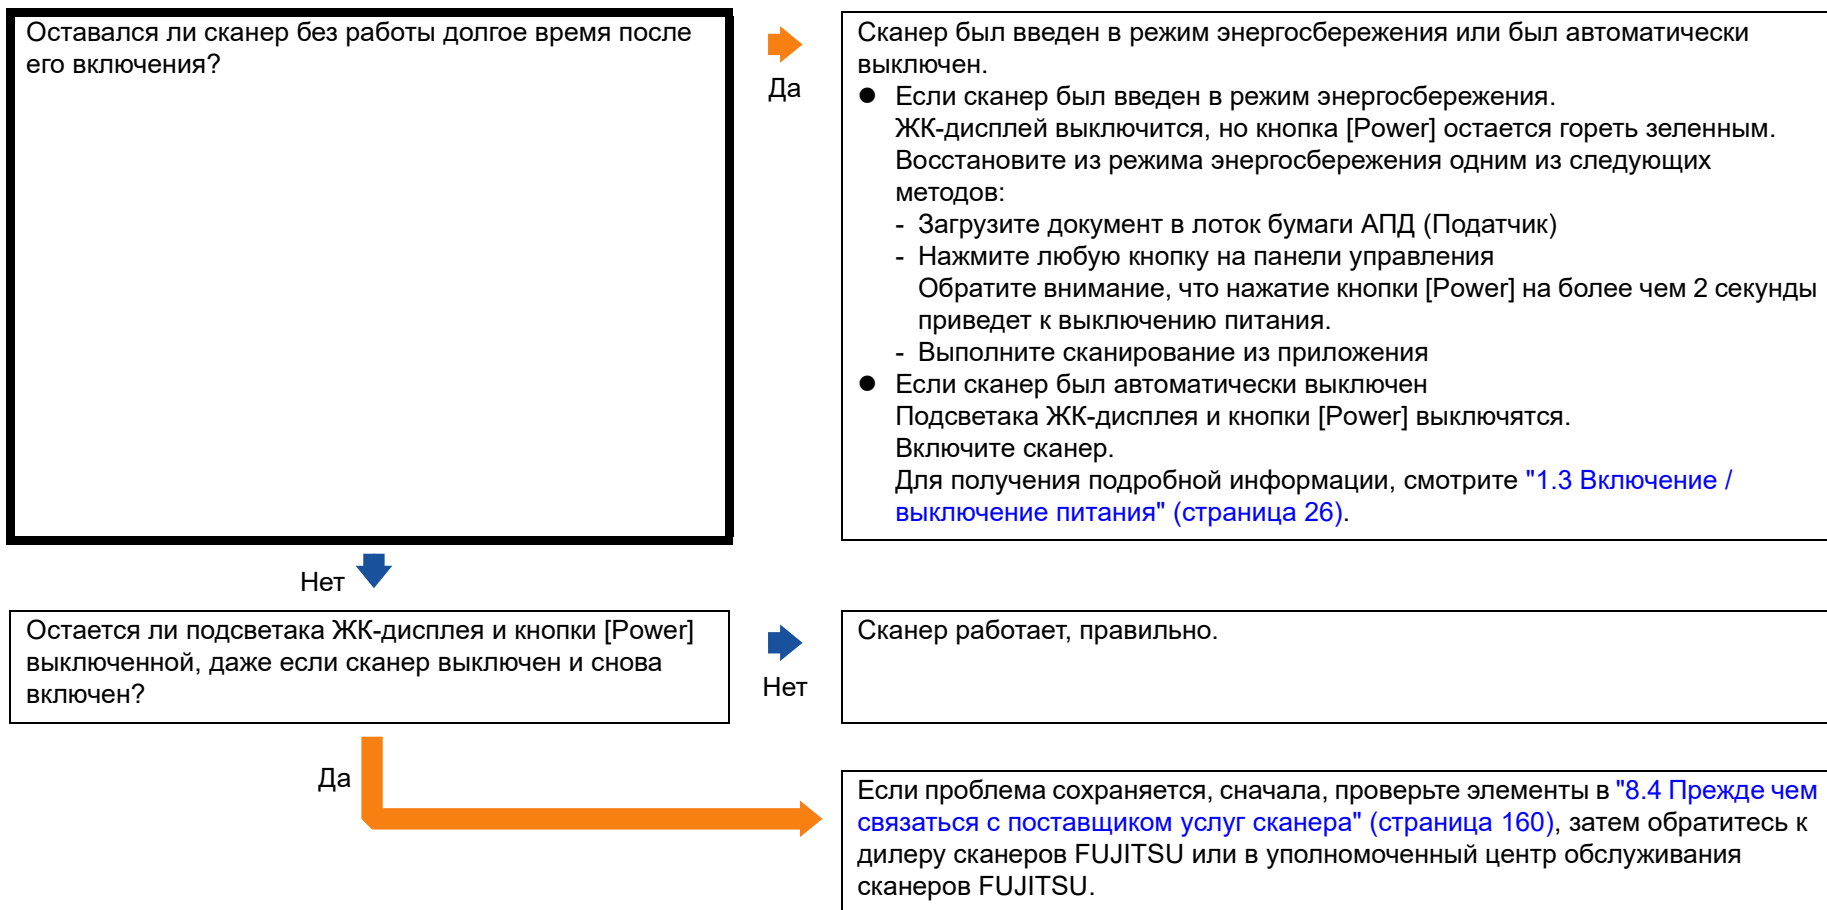 Оставался ли сканер без работы долгое время после
его включения?
Да
Сканер был введен в режим энергосбережения или был автоматически
выключен.
● Если сканер был введен в режим энергосбережения.
ЖК-дисплей выключится, но кнопка [Power] остается гореть зеленным.
Восстановите из режима энергосбережения одним из следующих
методов:
- Загрузите документ в лоток бумаги АПД (Податчик)
- Нажмите любую кнопку на панели управления
Обратите внимание, что нажатие кнопки [Power] на более чем 2 секунды
приведет к выключению питания.
- Выполните сканирование из приложения
● Если сканер был автоматически выключен
Подсветака ЖК-дисплея и кнопки [Power] выключятся.
Включите сканер.
Для получения подробной информации, смотрите "1.3 Включение /
выключение питания" (страница 26).
Нет
Остается ли подсветака ЖК-дисплея и кнопки [Power]
выключенной, даже если сканер выключен и снова
включен?
Нет
Сканер работает, правильно.
Да
Если проблема сохраняется, сначала, проверьте элементы в "8.4 Прежде чем
связаться с поставщиком услуг сканера" (страница 160), затем обратитесь к
дилеру сканеров FUJITSU или в уполномоченный центр обслуживания
сканеров FUJITSU.